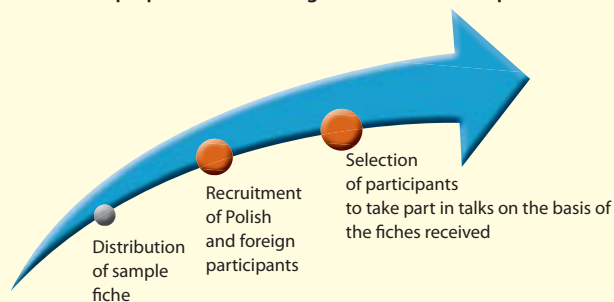 Distribution
of sample
fiche
Recruitment
of Polish
and foreign
participants
Selection
of participants
to take part in talks on the basis of
the fiches received